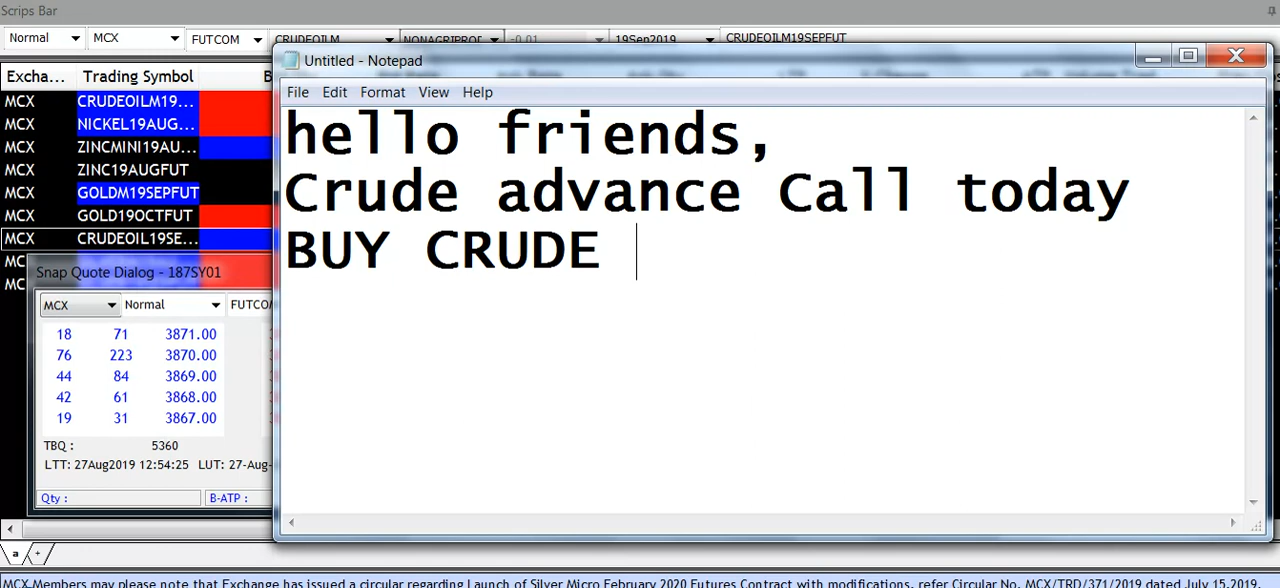 Scrips Bar
Normal MCX FUTCOM CRUDEOILM NONAGRIPROD -0.01 19Sep2019 CRUDEOILM19SEPFUT
Untitled - Notepad
File Edit Format View Help
hello friends,
Crude advance Call today
BUY CRUDE
Excha... Trading Symbol
MCX CRUDEOILM19...
MCX NICKEL19AUG...
MCX ZINCMINI19AU...
MCX ZINC19AUGFUT
MCX GOLDM19SEPFUT
MCX GOLD19OCTFUT
MCX CRUDEOIL19SE...
Snap Quote Dialog - 187SY01
MCX Normal FUTCOM
18 71 3871.00
76 223 3870.00
44 84 3869.00
42 61 3868.00
19 31 3867.00
TBQ : 5360
LTT: 27Aug2019 12:54:25 LUT: 27-Aug-
Qty : B-ATP :
a +
MCX Members may please note that Exchange has issued a circular regarding Launch of Silver Micro February 2020 Futures Contract with modifications, refer Circular No. MCX/TRD/371/2019 dated July 15,2019.